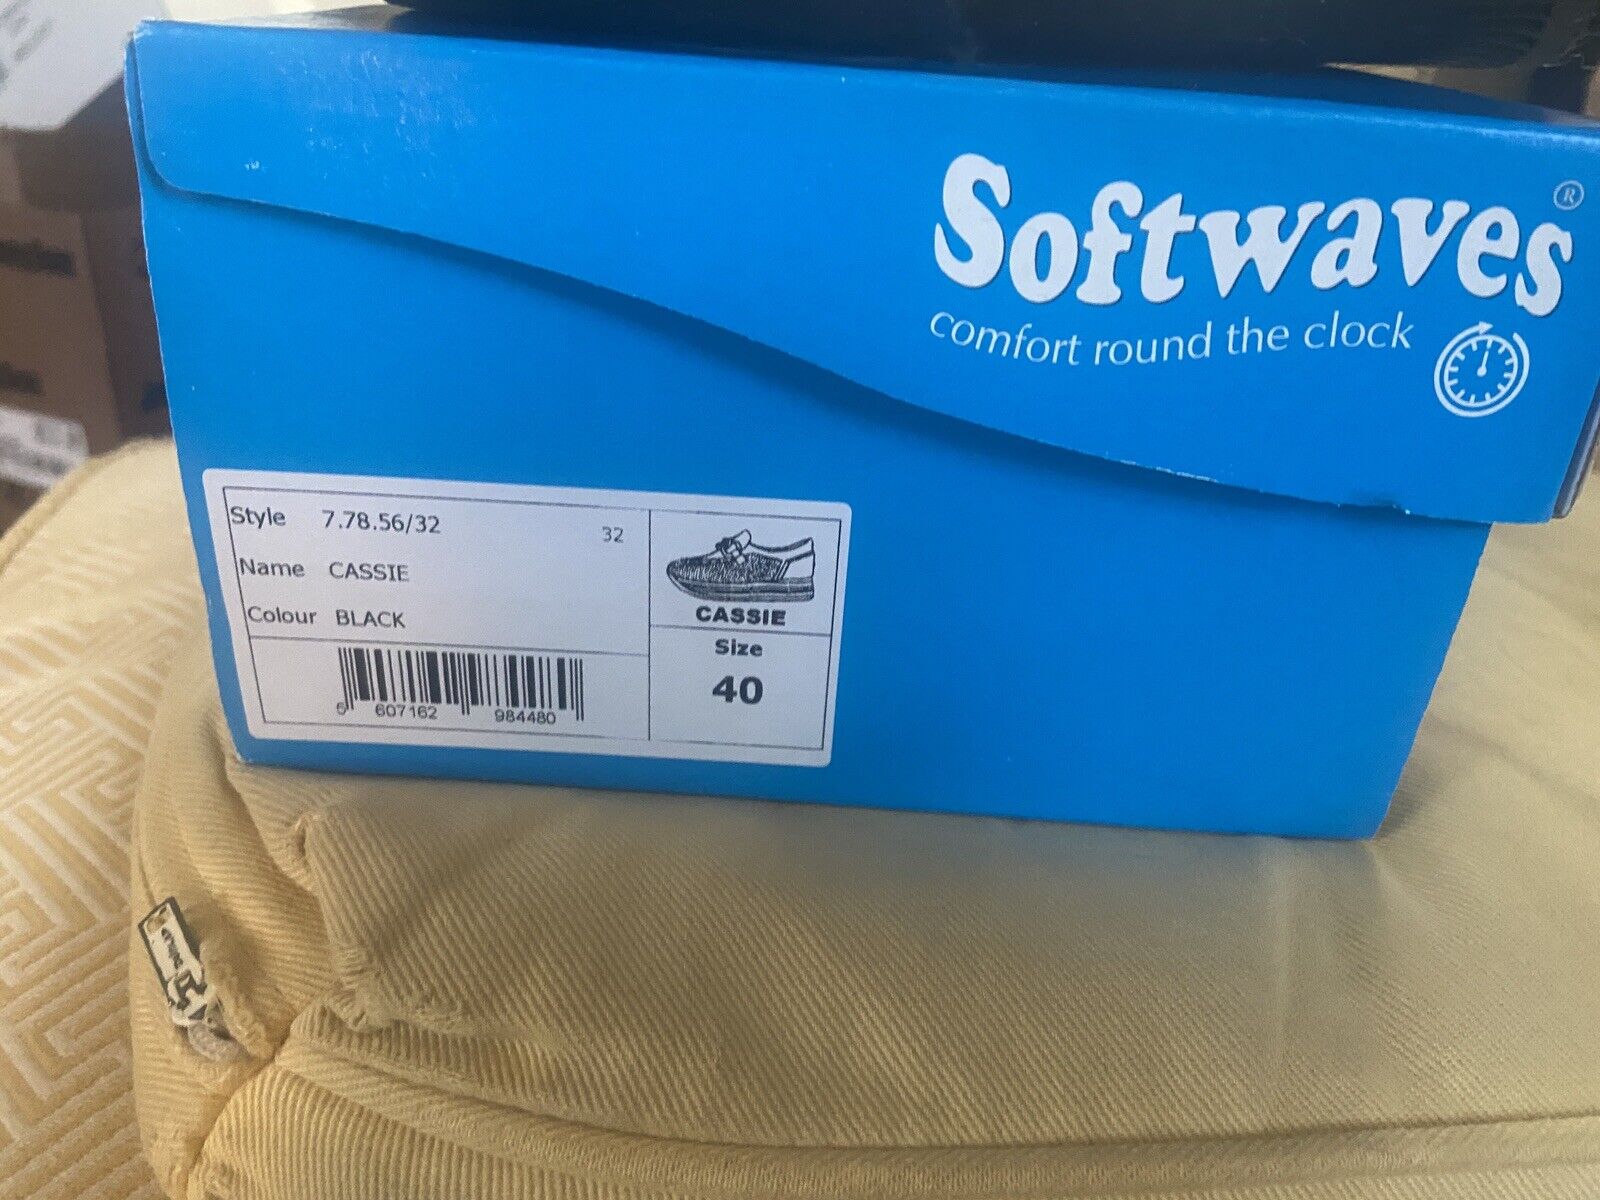 Softwaves®
comfort round the clock
Style 7.78.56/32 32
Name CASSIE
Colour BLACK
5 607162 984480
CASSIE
Size
40